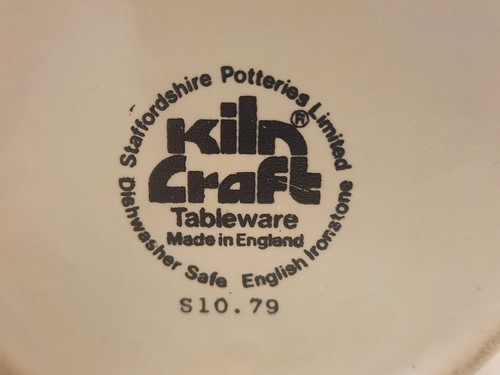 Staffordshire Potteries Limited
Kiln ®
Craft
Tableware
Made in England
Dishwasher Safe English Ironstone
S10.79